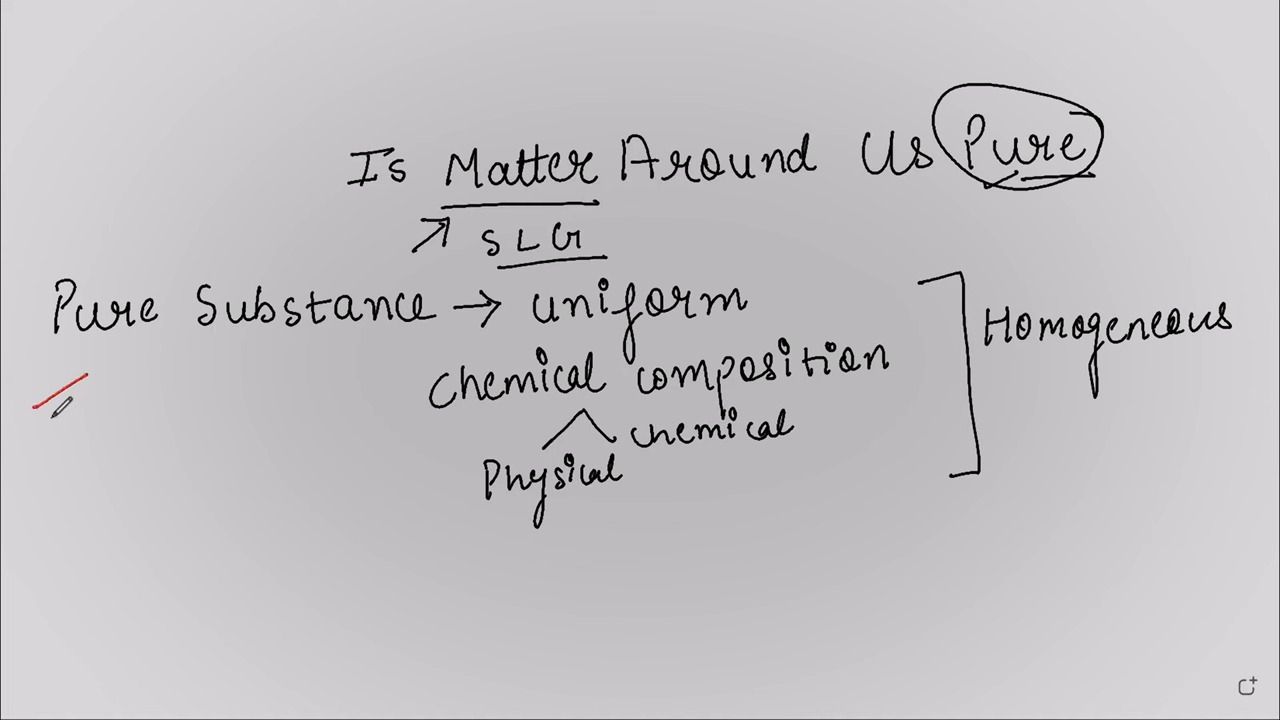 Is Matter Around Us Pure
SLG
Pure Substance → uniform
chemical composition
Physical chemical
Homogeneous